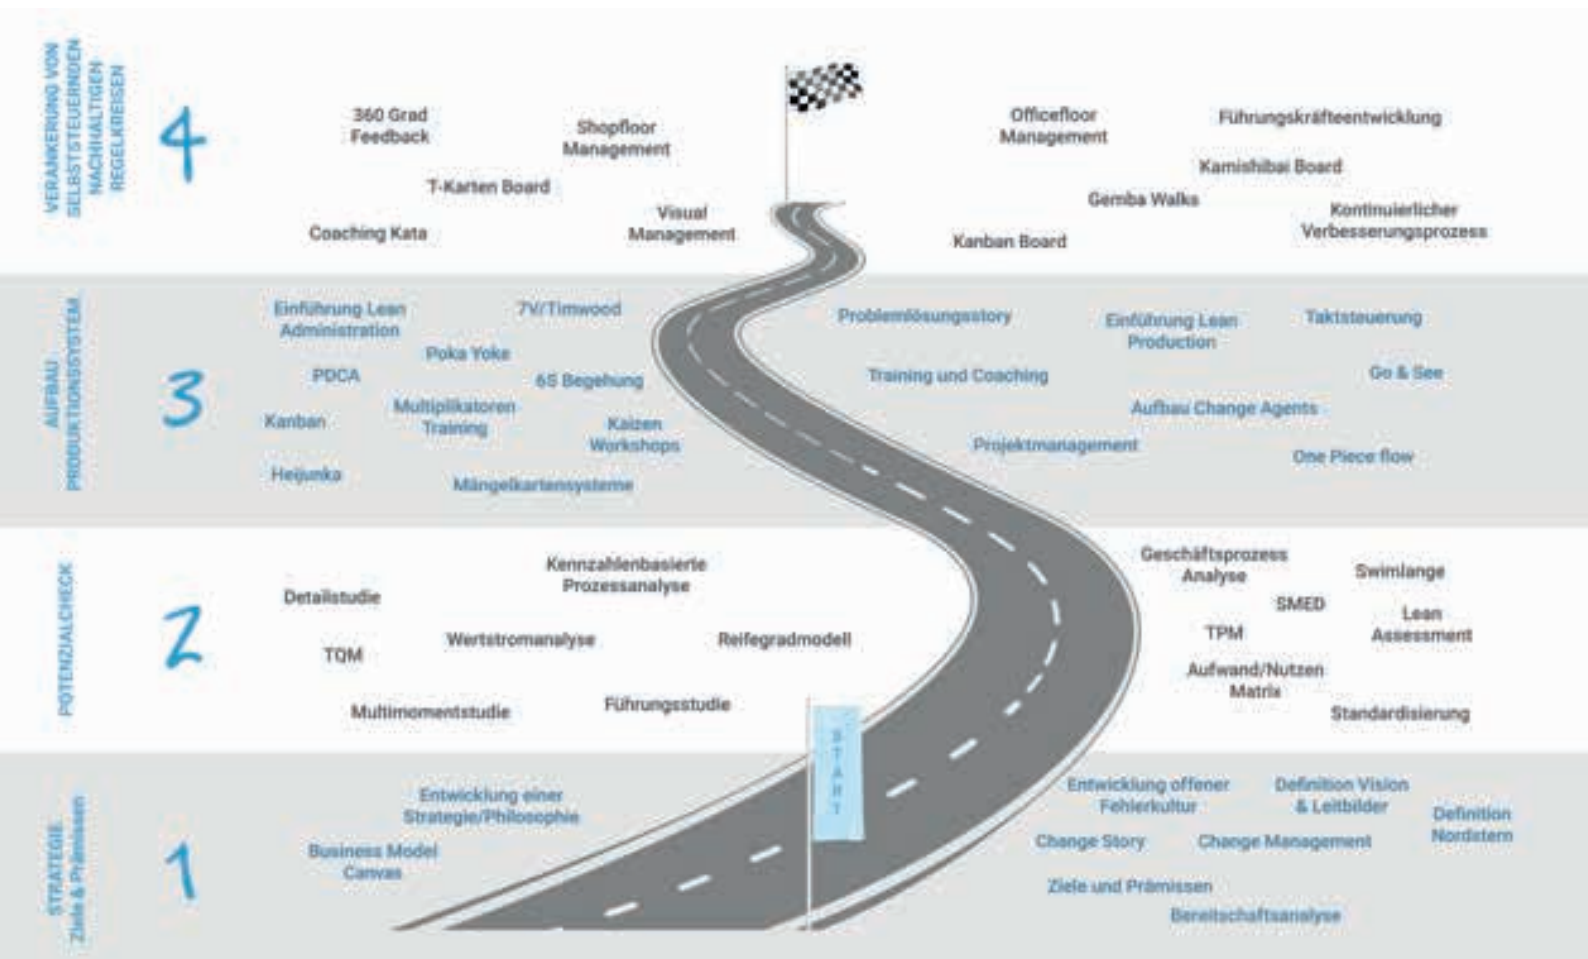 VERANKERUNG VON
SELBSTSTEUERNDEN
NACHHALTIGEN
REGELKREISEN
4
360 Grad
Feedback
Shopfloor
Management
T-Karten Board
Coaching Kata
Visual
Management
Officefloor
Management
Führungskräfteentwicklung
Kamishibai Board
Gemba Walks
Kontinuierlicher
Verbesserungsprozess
Kanban Board
AUFBAU
PRODUKTIONSSYSTEM
3
Einführung Lean
Administration
7V/Timwood
Poka Yoke
PDCA
6S Begehung
Multiplikatoren
Training
Kanban
Kaizen
Workshops
Heijunka
Mängelkartensysteme
Problemlösungsstory
Einführung Lean
Production
Taktsteuerung
Training und Coaching
Go & See
Aufbau Change Agents
Projektmanagement
One Piece flow
POTENZIALCHECK
2
Kennzahlenbasierte
Prozessanalyse
Detailstudie
Wertstromanalyse
Reifegradmodell
TQM
Multimomentstudie
Führungsstudie
Geschäftsprozess
Analyse
Swimlange
SMED
Lean
Assessment
TPM
Aufwand/Nutzen
Matrix
Standardisierung
STRATEGIE
Ziele & Prämissen
1
Entwicklung einer
Strategie/Philosophie
Business Model
Canvas
START
Entwicklung offener
Fehlerkultur
Definition Vision
& Leitbilder
Definition
Nordstern
Change Story
Change Management
Ziele und Prämissen
Bereitschaftsanalyse